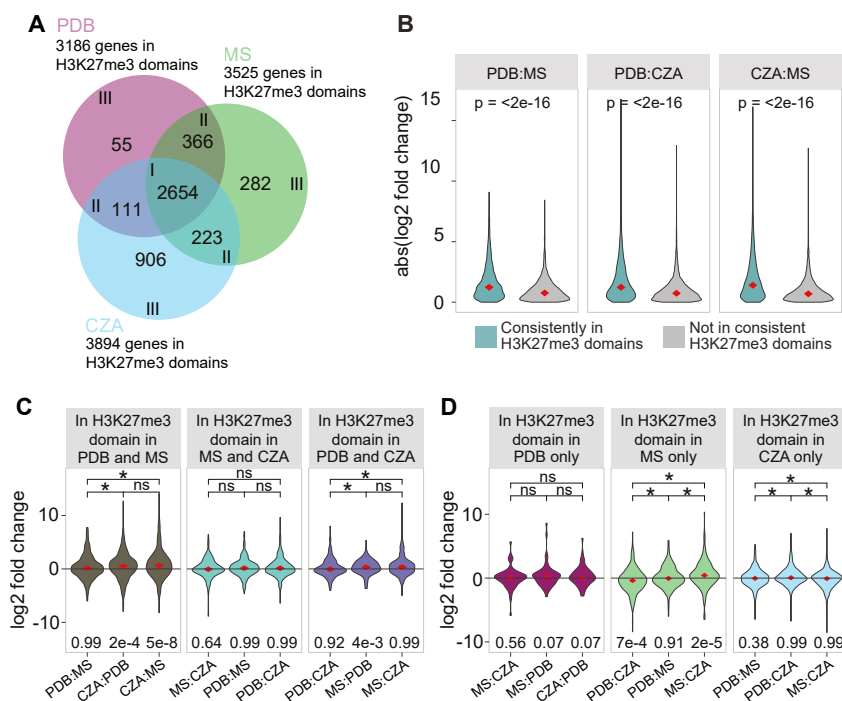 A
PDB
3186 genes in
H3K27me3 domains
MS
3525 genes in
H3K27me3 domains
III
55
II
366
I
2654
282
III
II
111
223
II
906
III
CZA
3894 genes in
H3K27me3 domains
B
PDB:MS
PDB:CZA
CZA:MS
p = <2e-16
p = <2e-16
p = <2e-16
abs(log2 fold change)
15
10
5
0
Consistently in
H3K27me3 domains
Not in consistent
H3K27me3 domains
C
In H3K27me3
domain in
PDB and MS
In H3K27me3
domain in
MS and CZA
In H3K27me3
domain in
PDB and CZA
log2 fold change
10
0
-10
*
* ns
ns
ns ns
*
* ns
0.99 2e-4 5e-8
0.64 0.99 0.99
0.92 4e-3 0.99
PDB:MS
CZA:PDB
CZA:MS
MS:CZA
PDB:MS
PDB:CZA
PDB:CZA
MS:PDB
MS:CZA
D
In H3K27me3
domain in
PDB only
In H3K27me3
domain in
MS only
In H3K27me3
domain in
CZA only
log2 fold change
10
0
-10
ns
ns ns
*
* *
*
* *
0.56 0.07 0.07
7e-4 0.91 2e-5
0.38 0.99 0.99
MS:CZA
MS:PDB
CZA:PDB
PDB:CZA
PDB:MS
MS:CZA
PDB:MS
PDB:CZA
MS:CZA